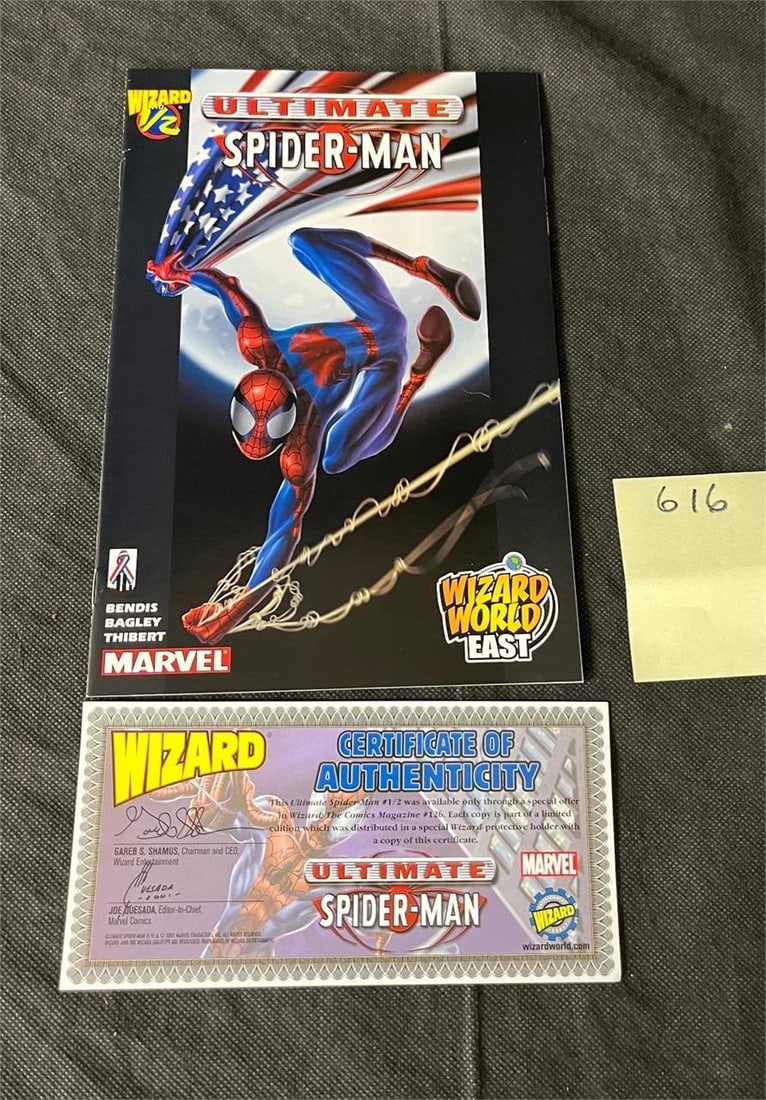 WIZARD
1/2
ULTIMATE
SPIDER-MAN
616
WIZARD
WORLD
EAST
BENDIS
BAGLEY
THIBERT
MARVEL
WIZARD
CERTIFICATE OF
AUTHENTICITY
This Ultimate Spider-Man #1/2 was available only through a special offer
in Wizard: The Comics Magazine #126. Each copy is part of a limited
edition which was distributed in a special Wizard protective holder with
a copy of this certificate.
GAREB S. SHAMUS, Chairman and CEO,
Wizard Entertainment
QUESADA
JOE QUESADA, Editor-In-Chief,
Marvel Comics
ULTIMATE
SPIDER-MAN
MARVEL
WIZARD
wizardworld.com